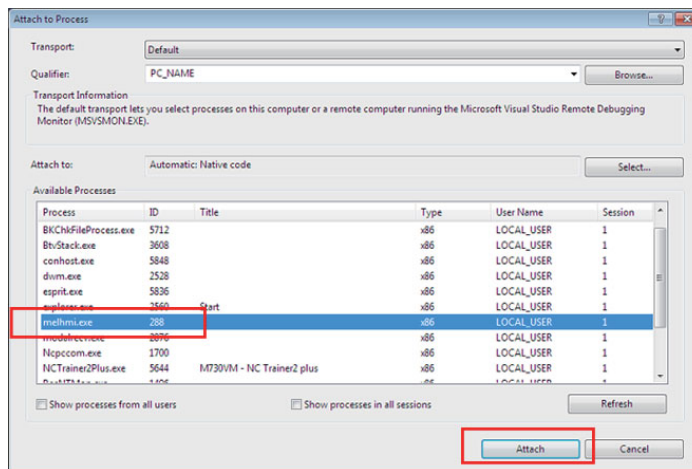 Attach to Process
Transport: Default
Qualifier: PC_NAME Browse...
Transport Information
The default transport lets you select processes on this computer or a remote computer running the Microsoft Visual Studio Remote Debugging
Monitor (MSVSMON.EXE).
Attach to: Automatic: Native code Select...
Available Processes
Process ID Title Type User Name Session
BKChkFileProcess.exe 5712 x86 LOCAL_USER 1
BtvStack.exe 3608 x86 LOCAL_USER 1
conhost.exe 5848 x86 LOCAL_USER 1
dwm.exe 2528 x86 LOCAL_USER 1
esprit.exe 5836 x86 LOCAL_USER 1
explorer.exe 2560 Start x86 LOCAL_USER 1
melhmi.exe 288 x86 LOCAL_USER 1
2876 x86 LOCAL_USER 1
Ncpccom.exe 1700 x86 LOCAL_USER 1
NCTrainer2Plus.exe 5644 M730VM - NC Trainer2 plus x86 LOCAL_USER 1
x86 LOCAL_USER 1
Show processes from all users Show processes in all sessions Refresh
Attach Cancel